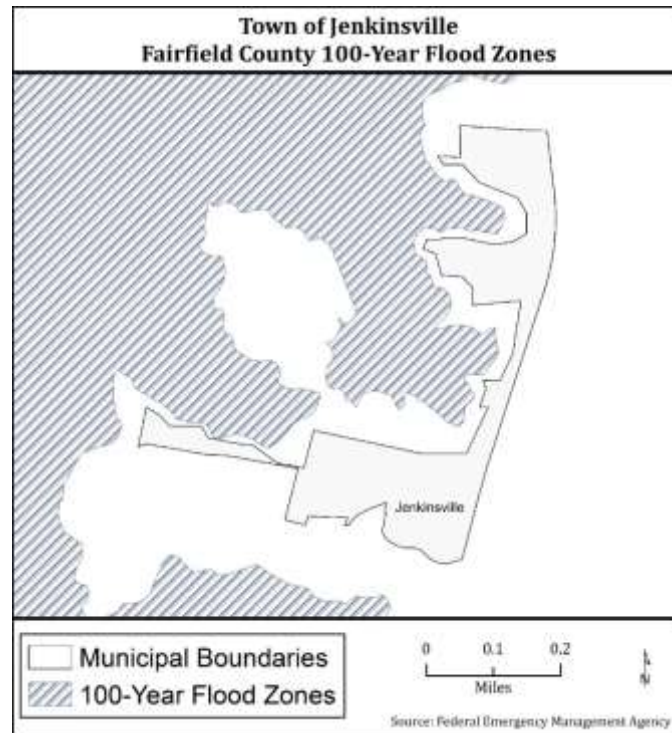 Town of Jenkinsville
Fairfield County 100-Year Flood Zones
Jenkinsville
Municipal Boundaries
100-Year Flood Zones
0 0.1 0.2
Miles
N
Source: Federal Emergency Management Agency